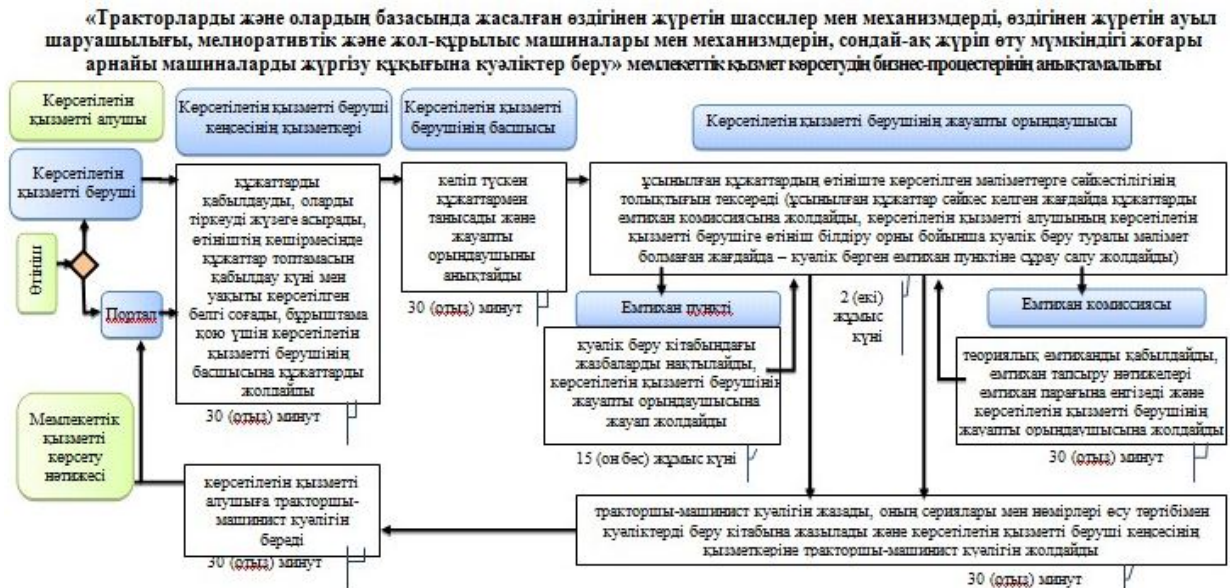 «Тракторларды және олардың базасында жасалған өздігінен жүретін шассилер мен механизмдерді, өздігінен жүретін ауыл
шаруашылығы, мелиоративтік және жол-құрылыс машиналары мен механизмдерін, сондай-ақ жүріп өту мүмкіндігі жоғары
арнайы машиналарды жүргізу құқығына куәліктер беру» мемлекеттік қызмет көрсетудің бизнес-процестерінің анықтамалығы
Көрсетілетін
қызметті алушы
Көрсетілетін қызметті беруші
кеңсесінің қызметкері
Көрсетілетін қызметті
берушінің басшысы
Көрсетілетін қызметті берушінің жауапты орындаушысы
Көрсетілетін
қызметті беруші
Өтініш
Портал
құжаттарды
қабылдауды, оларды
тіркеуді жүзеге асырады,
өтініштің көшірмесінде
құжаттар топтамасын
қабылдау күні мен
уақыты көрсетілген
белгі соғады, бұрыштама
қою үшін көрсетілетін
қызметті берушінің
басшысына құжаттарды
жолдайды
30 (отыз) минут
келіп түскен
құжаттармен
танысады және
жауапты
орындаушыны
анықтайды
30 (отыз) минут
ұсынылған құжаттардың өтініште көрсетілген мәліметтерге сәйкестілігінің
толықтығын тексереді (ұсынылған құжаттар сәйкес келген жағдайда құжаттарды
емтихан комиссиясына жолдайды, көрсетілетін қызметті алушының көрсетілетін
қызметті берушіге өтініш білдіру орны бойынша куәлік беру туралы мәлімет
болмаған жағдайда – куәлік берген емтихан пунктіне сұрау салу жолдайды)
2 (екі)
жұмыс
күні
Емтихан пункті
куәлік беру кітабындағы
жазбаларды нақтылайды,
көрсетілетін қызметті берушінің
жауапты орындаушысына
жауап жолдайды
15 (он бес) жұмыс күні
Емтихан комиссиясы
теориялық емтиханды қабылдайды,
емтихан тапсыру нәтижелері
емтихан парағына енгізеді және
көрсетілетін қызметті берушінің
жауапты орындаушысына жолдайды
30 (отыз) минут
Мемлекеттік
қызметті
көрсету
нәтижесі
көрсетілетін қызметті
алушыға тракторшы-
машинист куәлігін
береді
30 (отыз) минут
тракторшы-машинист куәлігін жазады, оның сериялары мен нөмірлері өсу тәртібімен
куәліктерді беру кітабына жазылады және көрсетілетін қызметті беруші кеңсесінің
қызметкеріне тракторшы-машинист куәлігін жолдайды
30 (отыз) минут